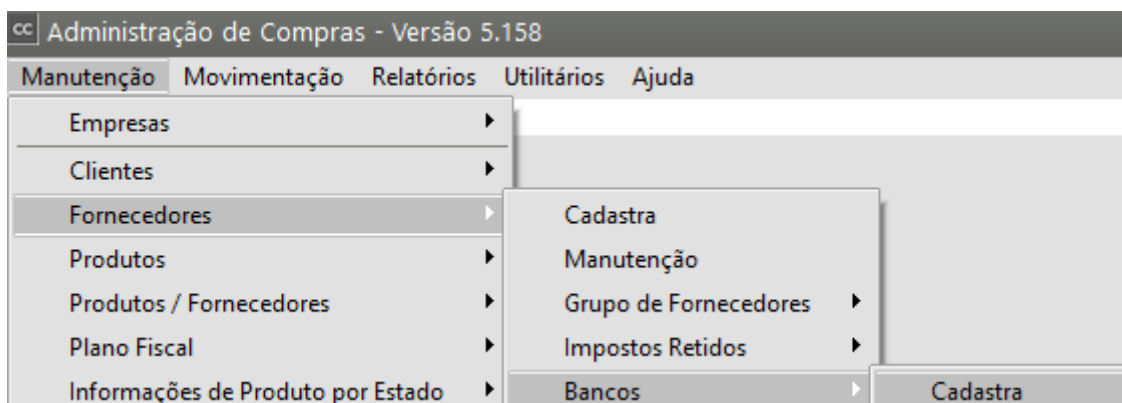 cc Administração de Compras - Versão 5.158
Manutenção Movimentação Relatórios Utilitários Ajuda
Empresas
Clientes
Fornecedores
Produtos
Produtos / Fornecedores
Plano Fiscal
Informações de Produto por Estado
Cadastra
Manutenção
Grupo de Fornecedores
Impostos Retidos
Bancos
Cadastra